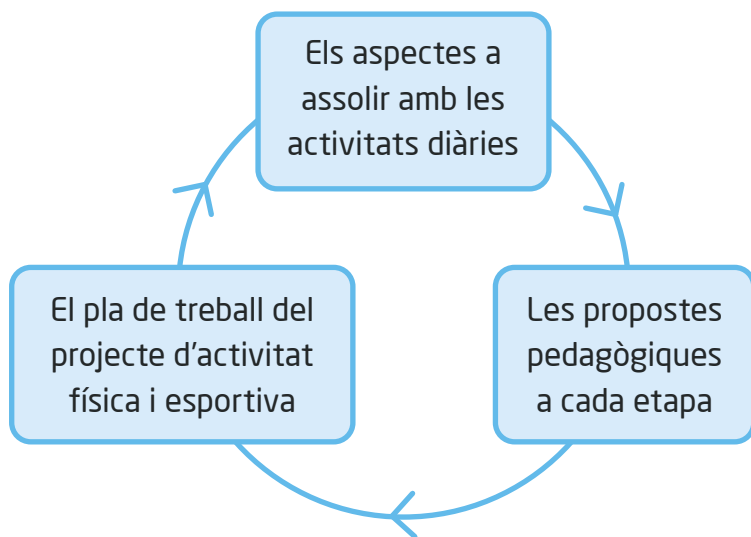 Els aspectes a
assolir amb les
activitats diàries
El pla de treball del
projecte d’activitat
física i esportiva
Les propostes
pedagògiques
a cada etapa